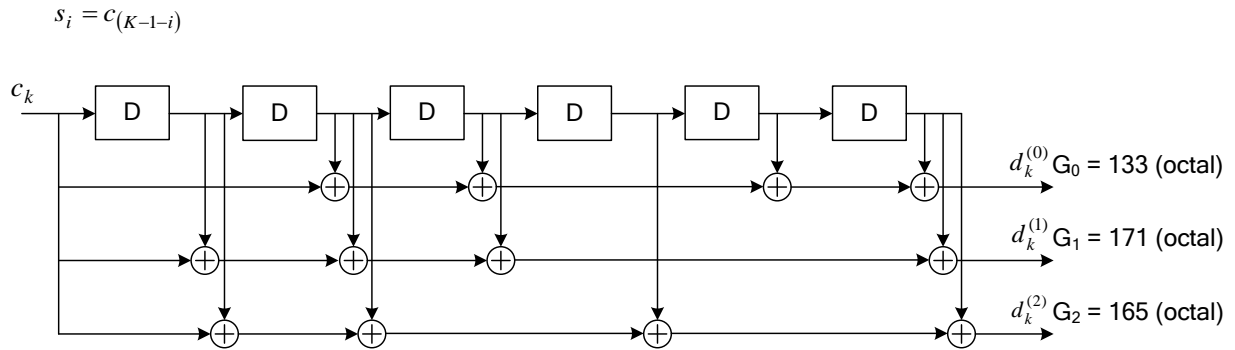 s_i = c_(K−1−i)
c_k
D D D D D D
d_k^(0) G₀ = 133 (octal)
d_k^(1) G₁ = 171 (octal)
d_k^(2) G₂ = 165 (octal)